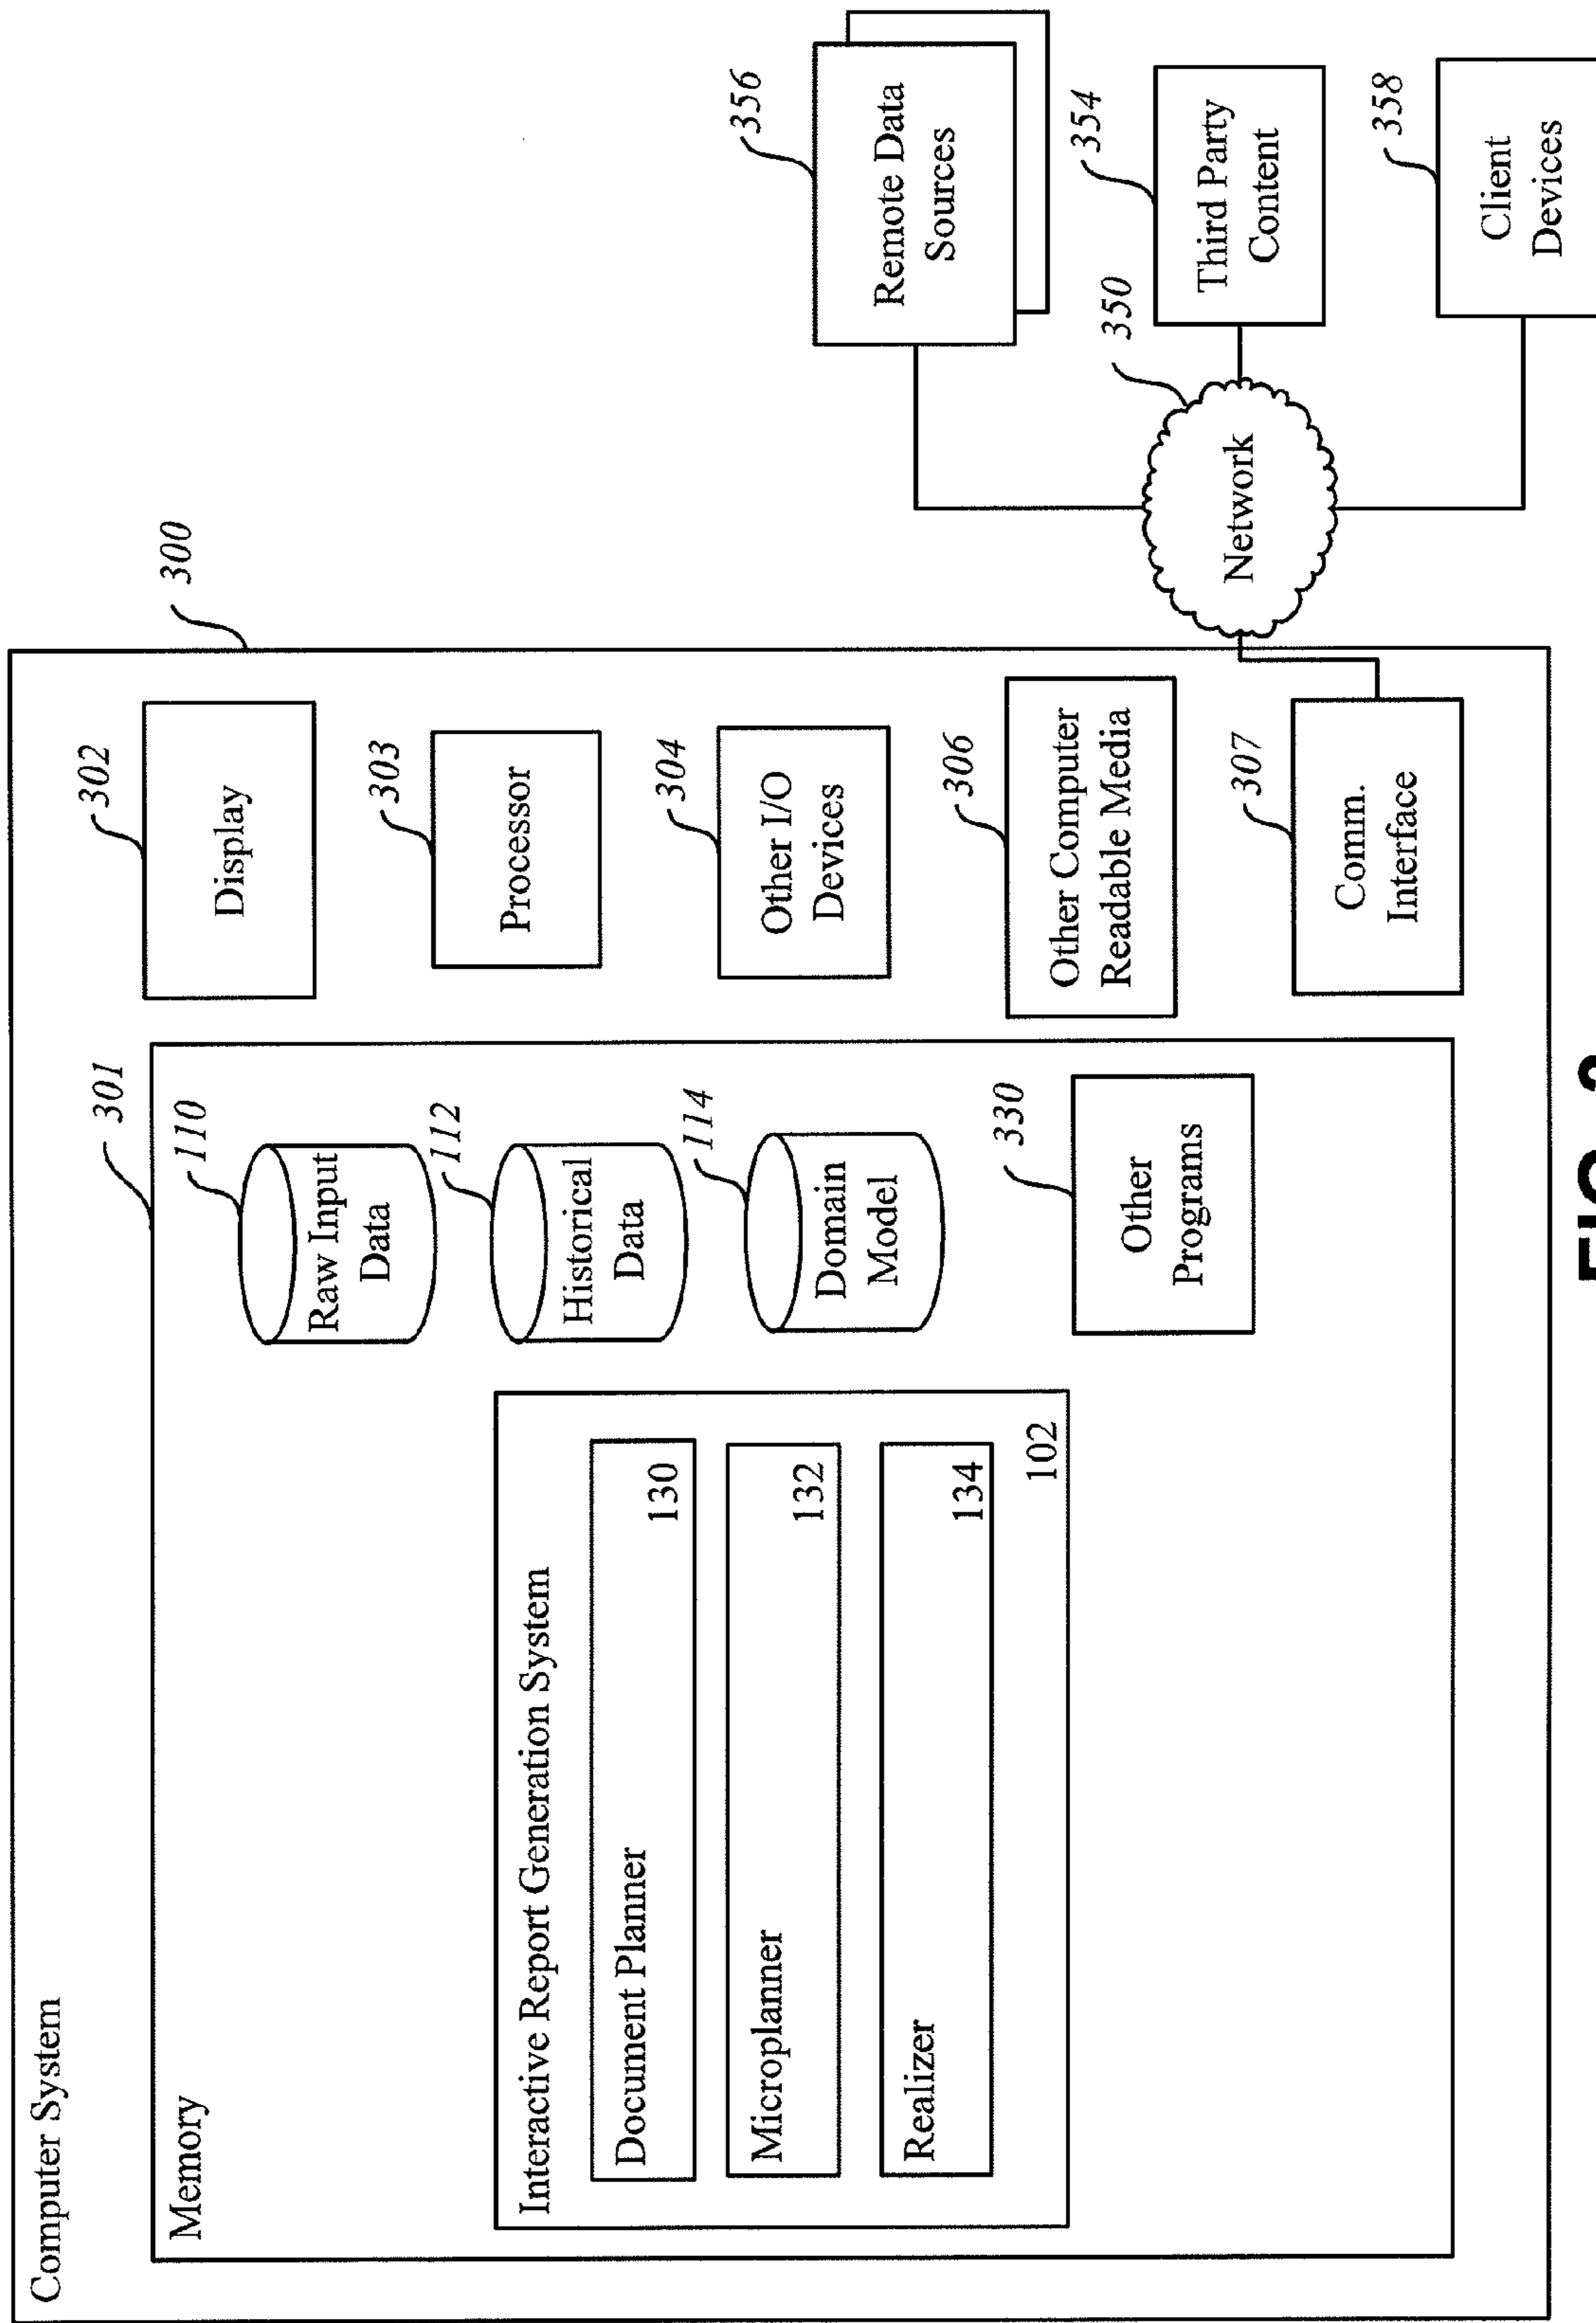 Computer System
300
Memory
301
Interactive Report Generation System
Document Planner
130
Microplanner
132
Realizer
134
102
Raw Input
Data
110
Historical
Data
112
Domain
Model
114
Other
Programs
330
Display
302
Processor
303
Other I/O
Devices
304
Other Computer
Readable Media
306
Comm.
Interface
307
Network
350
Remote Data
Sources
356
Third Party
Content
354
Client
Devices
358
FIG.